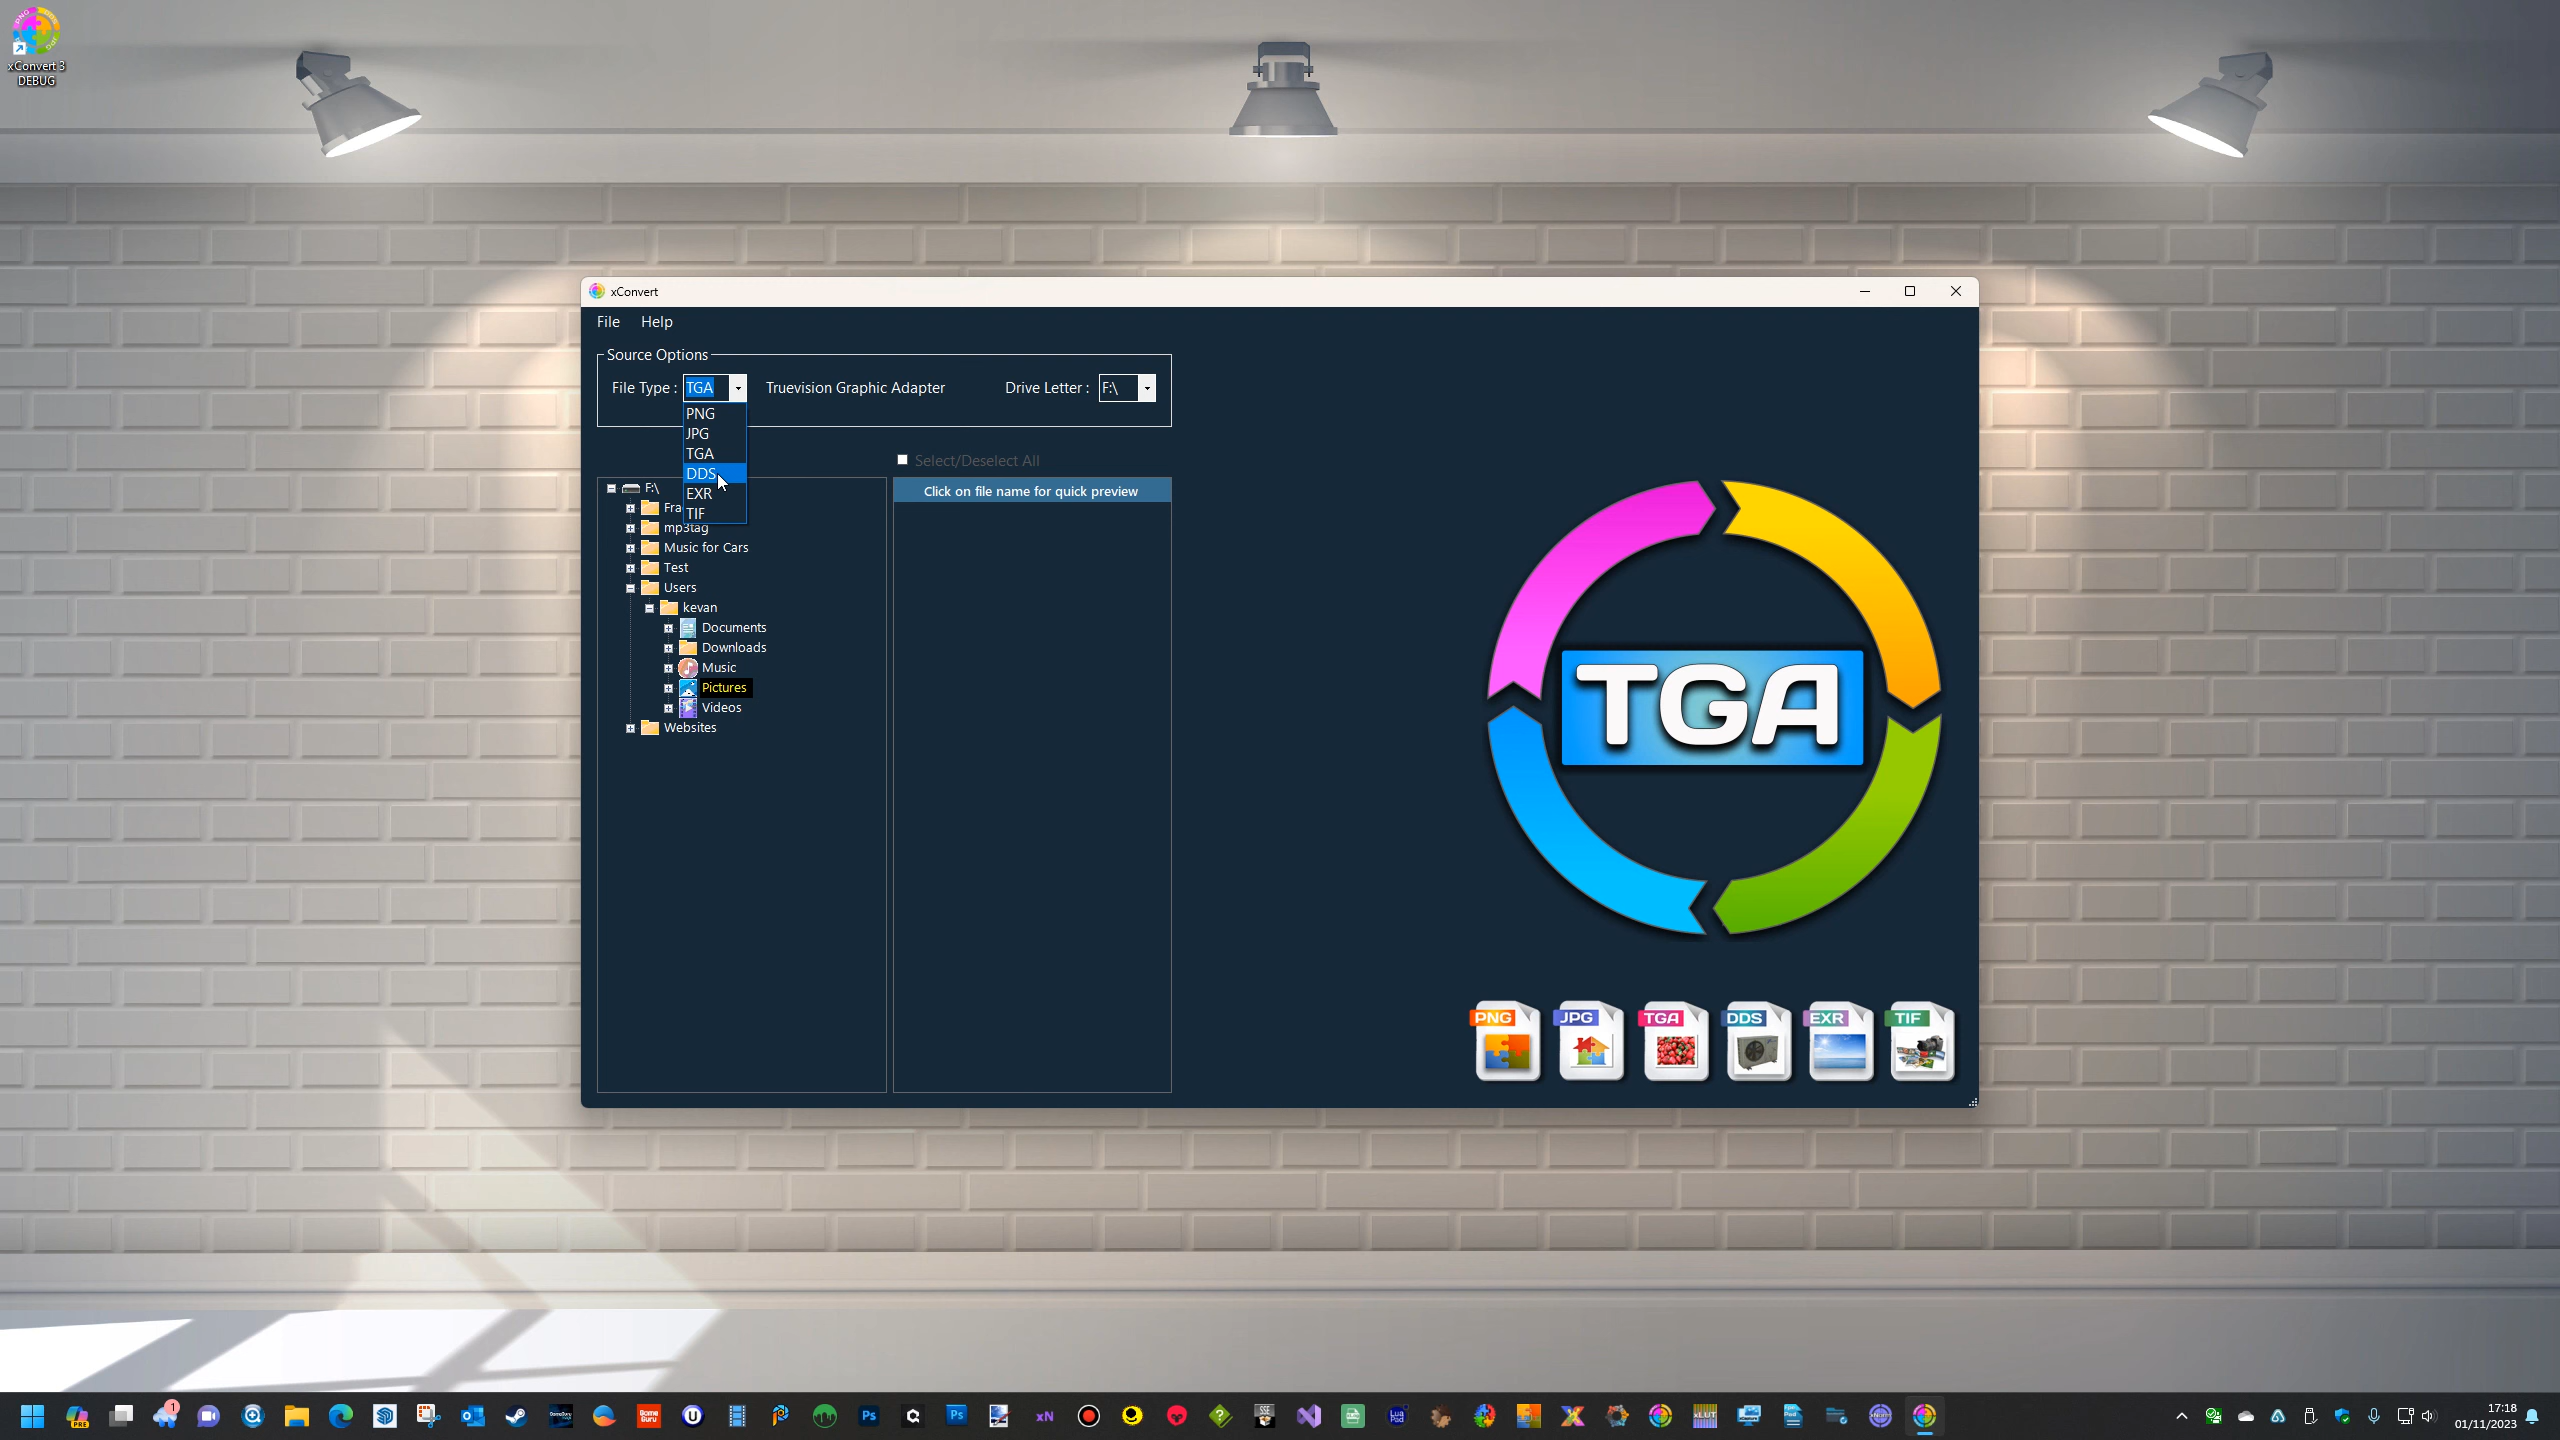 xConvert 3
DEBUG
xConvert
File Help
Source Options
File Type : TGA Truevision Graphic Adapter Drive Letter : F:\
PNG
JPG
TGA
DDS
EXR
TIF
Select/Deselect All
F:\
Fra
mp3tag
Music for Cars
Test
Users
kevan
Documents
Downloads
Music
Pictures
Videos
Websites
Click on file name for quick preview
TGA
PNG JPG TGA DDS EXR TIF
17:18
01/11/2023